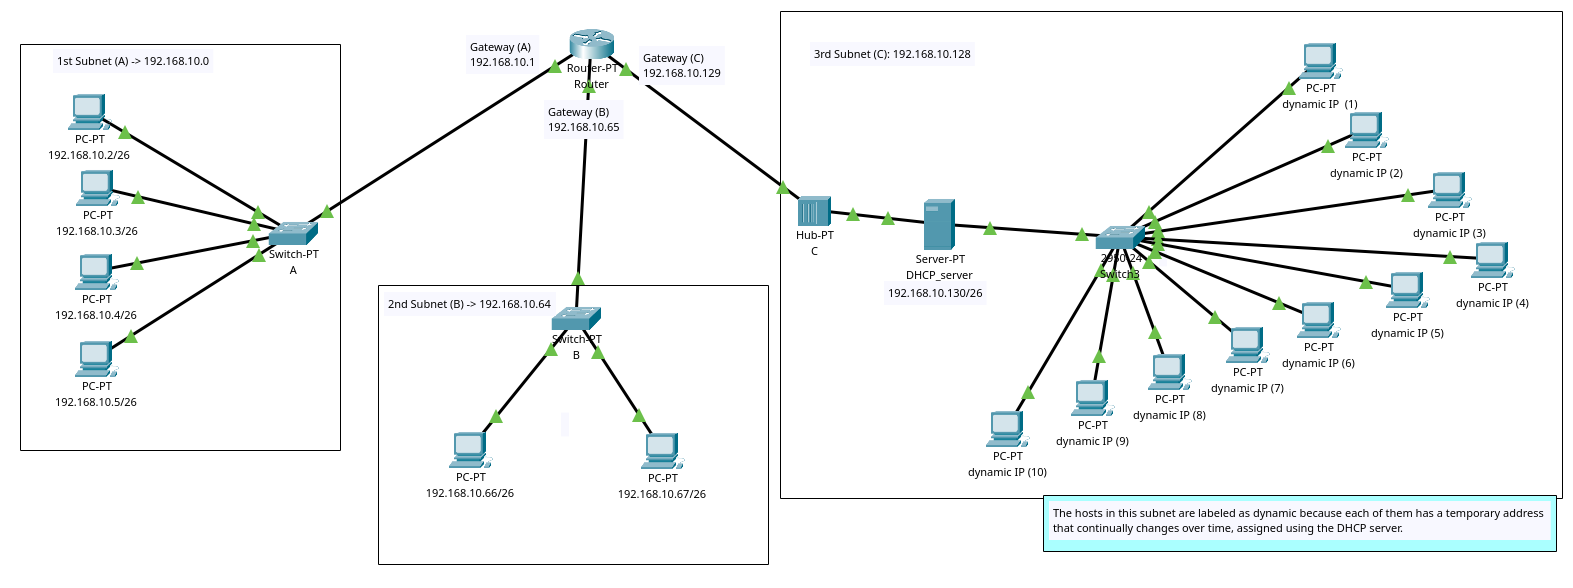 1st Subnet (A) -> 192.168.10.0
PC-PT
192.168.10.2/26
PC-PT
192.168.10.3/26
PC-PT
192.168.10.4/26
PC-PT
192.168.10.5/26
Switch-PT
A
Gateway (A)
192.168.10.1
Router-PT
Router
Gateway (C)
192.168.10.129
Gateway (B)
192.168.10.65
2nd Subnet (B) -> 192.168.10.64
Switch-PT
B
PC-PT
192.168.10.66/26
PC-PT
192.168.10.67/26
3rd Subnet (C): 192.168.10.128
Hub-PT
C
Server-PT
DHCP_server
192.168.10.130/26
2950-24
Switch3
PC-PT
dynamic IP  (1)
PC-PT
dynamic IP (2)
PC-PT
dynamic IP (3)
PC-PT
dynamic IP (4)
PC-PT
dynamic IP (5)
PC-PT
dynamic IP (6)
PC-PT
dynamic IP (7)
PC-PT
dynamic IP (8)
PC-PT
dynamic IP (9)
PC-PT
dynamic IP (10)
The hosts in this subnet are labeled as dynamic because each of them has a temporary address
that continually changes over time, assigned using the DHCP server.